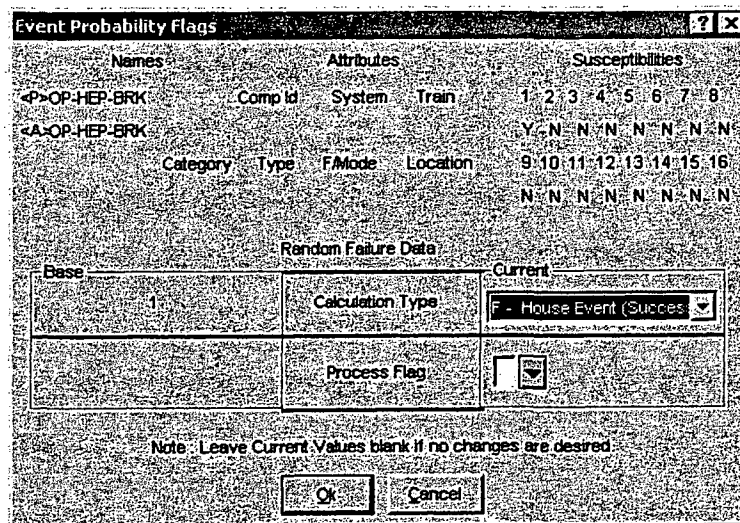 Event Probability Flags
Names Attributes Susceptibilities
<P>OP-HEP-BRK Comp Id System Train 1 2 3 4 5 6 7 8
<A>OP-HEP-BRK Y N N N N N N N
Category Type F/Mode Location 9 10 11 12 13 14 15 16
N N N N N N N N
Random Failure Data
Base Current
1 Calculation Type F - House Event (Succes
Process Flag
Note : Leave Current Values blank if no changes are desired
Ok Cancel